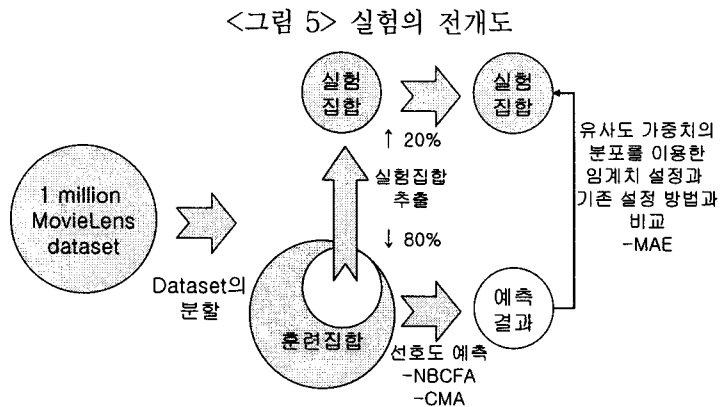 <그림 5> 실험의 전개도
실험
집합
실험
집합
↑ 20%
실험집합
추출
↓ 80%
유사도 가중치의
분포를 이용한
임계치 설정과
기존 설정 방법과
비교
-MAE
1 million
MovieLens
dataset
Dataset의
분할
훈련집합
선호도 예측
-NBCFA
-CMA
예측
결과